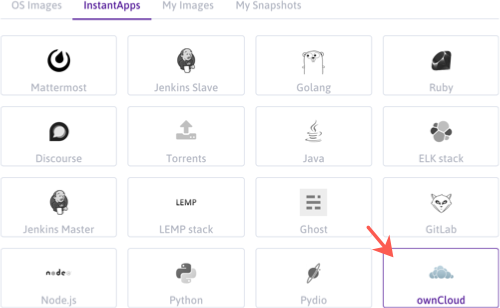 OS Images InstantApps My Images My Snapshots
Mattermost Jenkins Slave Golang Ruby
Discourse Torrents Java ELK stack
LEMP
Jenkins Master LEMP stack Ghost GitLab
node
Node.js Python Pydio ownCloud